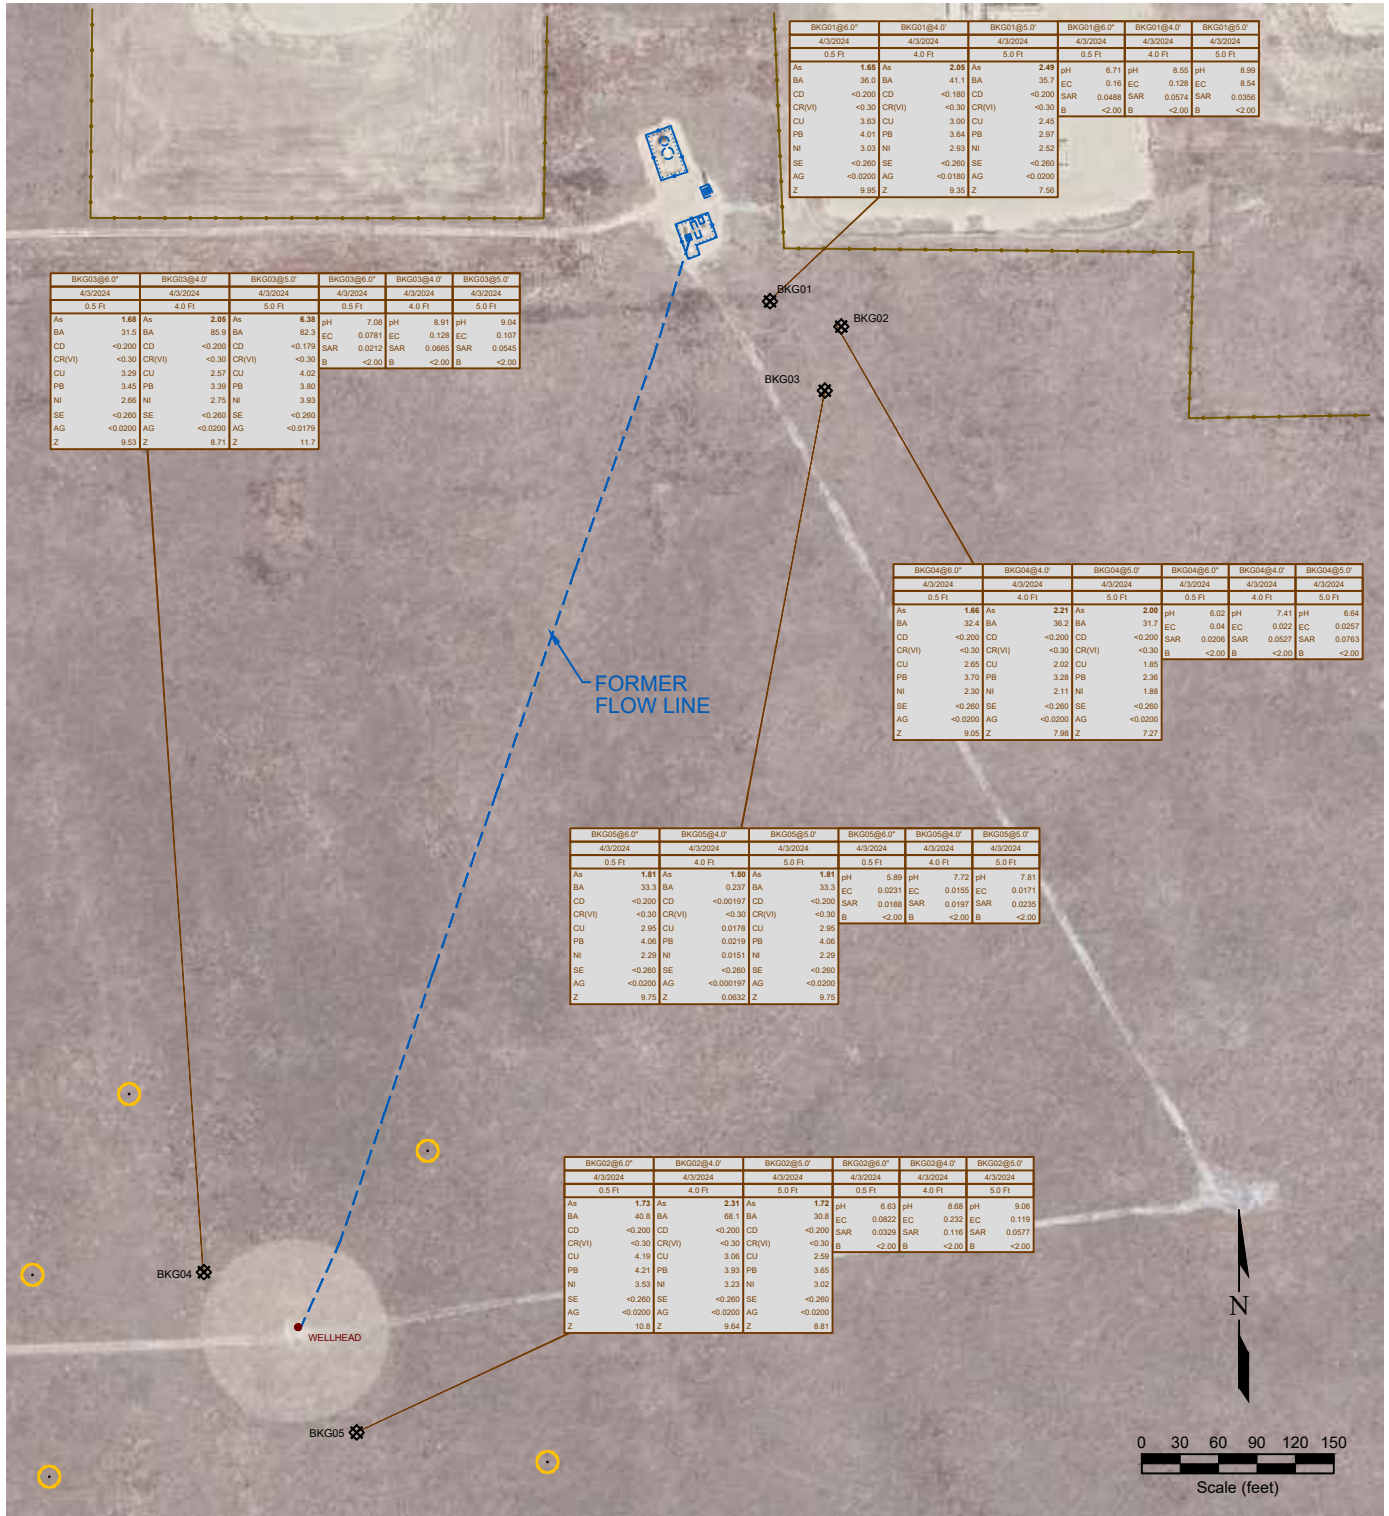 BKG01@6.0" BKG01@4.0' BKG01@5.0' BKG01@6.0" BKG01@4.0' BKG01@5.0'
4/3/2024 4/3/2024 4/3/2024 4/3/2024 4/3/2024 4/3/2024
0.5 Ft 4.0 Ft 5.0 Ft 0.5 Ft 4.0 Ft 5.0 Ft
As 1.65 As 2.05 As 2.49 pH 6.71 pH 8.55 pH 8.99
BA 36.0 BA 41.1 BA 35.7 EC 0.16 EC 0.128 EC 8.54
CD <0.200 CD <0.180 CD <0.200 SAR 0.0488 SAR 0.0574 SAR 0.0356
CR(VI) <0.30 CR(VI) <0.30 CR(VI) <0.30 B <2.00 B <2.00 B <2.00
CU 3.63 CU 3.00 CU 2.45
PB 4.01 PB 3.64 PB 2.97
NI 3.03 NI 2.93 NI 2.52
SE <0.260 SE <0.260 SE <0.260
AG <0.0200 AG <0.0180 AG <0.0200
Z 9.95 Z 9.35 Z 7.56
BKG03@6.0" BKG03@4.0' BKG03@5.0' BKG03@6.0" BKG03@4.0' BKG03@5.0'
4/3/2024 4/3/2024 4/3/2024 4/3/2024 4/3/2024 4/3/2024
0.5 Ft 4.0 Ft 5.0 Ft 0.5 Ft 4.0 Ft 5.0 Ft
As 1.68 As 2.05 As 6.38 pH 7.08 pH 8.91 pH 9.04
BA 31.5 BA 85.9 BA 82.3 EC 0.0781 EC 0.128 EC 0.107
CD <0.200 CD <0.200 CD <0.179 SAR 0.0212 SAR 0.0665 SAR 0.0545
CR(VI) <0.30 CR(VI) <0.30 CR(VI) <0.30 B <2.00 B <2.00 B <2.00
CU 3.29 CU 2.57 CU 4.02
PB 3.45 PB 3.39 PB 3.80
NI 2.66 NI 2.75 NI 3.93
SE <0.260 SE <0.260 SE <0.260
AG <0.0200 AG <0.0200 AG <0.0179
Z 9.53 Z 8.71 Z 11.7
BKG01
BKG02
BKG03
FORMER
FLOW LINE
BKG04@6.0" BKG04@4.0' BKG04@5.0' BKG04@6.0" BKG04@4.0' BKG04@5.0'
4/3/2024 4/3/2024 4/3/2024 4/3/2024 4/3/2024 4/3/2024
0.5 Ft 4.0 Ft 5.0 Ft 0.5 Ft 4.0 Ft 5.0 Ft
As 1.66 As 2.21 As 2.00 pH 6.02 pH 7.41 pH 6.64
BA 32.4 BA 36.2 BA 31.7 EC 0.04 EC 0.022 EC 0.0257
CD <0.200 CD <0.200 CD <0.200 SAR 0.0206 SAR 0.0527 SAR 0.0763
CR(VI) <0.30 CR(VI) <0.30 CR(VI) <0.30 B <2.00 B <2.00 B <2.00
CU 2.65 CU 2.02 CU 1.85
PB 3.70 PB 3.28 PB 2.36
NI 2.30 NI 2.11 NI 1.88
SE <0.260 SE <0.260 SE <0.260
AG <0.0200 AG <0.0200 AG <0.0200
Z 9.05 Z 7.98 Z 7.27
BKG05@6.0" BKG05@4.0' BKG05@5.0' BKG05@6.0" BKG05@4.0' BKG05@5.0'
4/3/2024 4/3/2024 4/3/2024 4/3/2024 4/3/2024 4/3/2024
0.5 Ft 4.0 Ft 5.0 Ft 0.5 Ft 4.0 Ft 5.0 Ft
As 1.81 As 1.50 As 1.81 pH 5.89 pH 7.72 pH 7.81
BA 33.3 BA 0.237 BA 33.3 EC 0.0231 EC 0.0155 EC 0.0171
CD <0.200 CD <0.00197 CD <0.200 SAR 0.0188 SAR 0.0197 SAR 0.0235
CR(VI) <0.30 CR(VI) <0.30 CR(VI) <0.30 B <2.00 B <2.00 B <2.00
CU 2.95 CU 0.0178 CU 2.95
PB 4.06 PB 0.0219 PB 4.06
NI 2.29 NI 0.0151 NI 2.29
SE <0.260 SE <0.260 SE <0.260
AG <0.0200 AG <0.000197 AG <0.0200
Z 9.75 Z 0.0632 Z 9.75
BKG02@6.0" BKG02@4.0' BKG02@5.0' BKG02@6.0" BKG02@4.0' BKG02@5.0'
4/3/2024 4/3/2024 4/3/2024 4/3/2024 4/3/2024 4/3/2024
0.5 Ft 4.0 Ft 5.0 Ft 0.5 Ft 4.0 Ft 5.0 Ft
As 1.73 As 2.31 As 1.72 pH 6.63 pH 8.68 pH 9.06
BA 40.8 BA 68.1 BA 30.8 EC 0.0822 EC 0.232 EC 0.119
CD <0.200 CD <0.200 CD <0.200 SAR 0.0329 SAR 0.116 SAR 0.0577
CR(VI) <0.30 CR(VI) <0.30 CR(VI) <0.30 B <2.00 B <2.00 B <2.00
CU 4.19 CU 3.06 CU 2.59
PB 4.21 PB 3.93 PB 3.65
NI 3.53 NI 3.23 NI 3.02
SE <0.260 SE <0.260 SE <0.260
AG <0.0200 AG <0.0200 AG <0.0200
Z 10.8 Z 9.64 Z 8.81
BKG04
WELLHEAD
BKG05
N
0 30 60 90 120 150
Scale (feet)